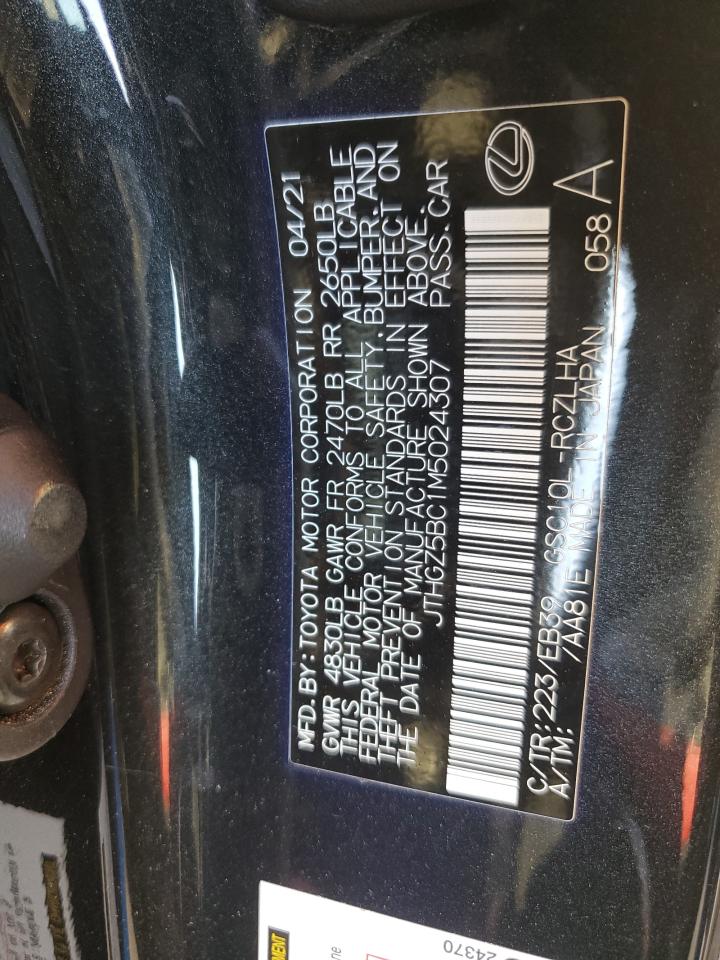 MFD. BY: TOYOTA MOTOR CORPORATION 04/21
GVWR 4830LB GAWR FR 2470LB RR 2650LB
THIS VEHICLE CONFORMS TO ALL APPLICABLE
FEDERAL MOTOR VEHICLE SAFETY, BUMPER, AND
THEFT PREVENTION STANDARDS IN EFFECT ON
THE DATE OF MANUFACTURE SHOWN ABOVE.
JTHGZ5BC1M5024307 PASS. CAR
C/TR: 223/EB39 GSC10L-RCZLHA
A/TM: /AA81E MADE IN JAPAN 058 A
24370